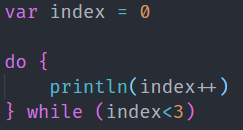 var index = 0
do {
println(index++)
} while (index<3)